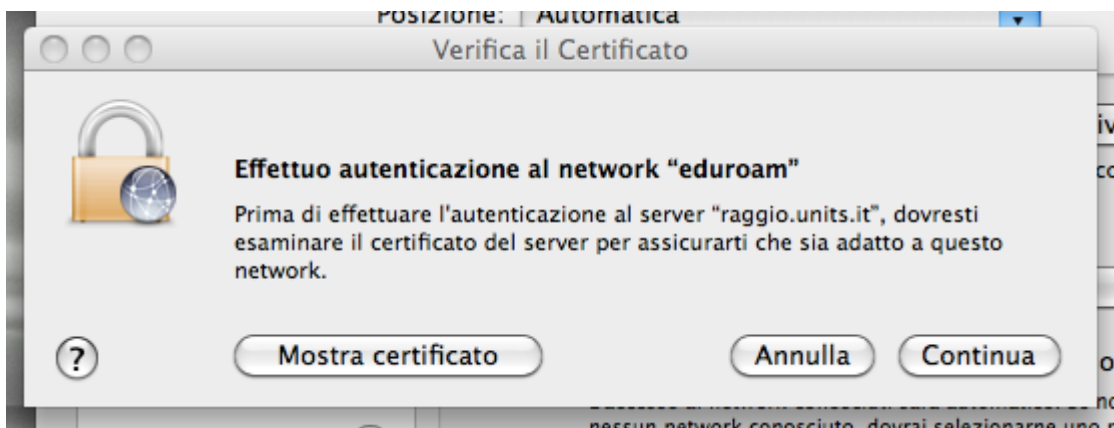 Posizione: Automatica
Verifica il Certificato
Effettuo autenticazione al network “eduroam”
Prima di effettuare l'autenticazione al server “raggio.units.it”, dovresti
esaminare il certificato del server per assicurarti che sia adatto a questo
network.
? Mostra certificato Annulla Continua
nessun network conosciuto, dovrai selezionarne uno